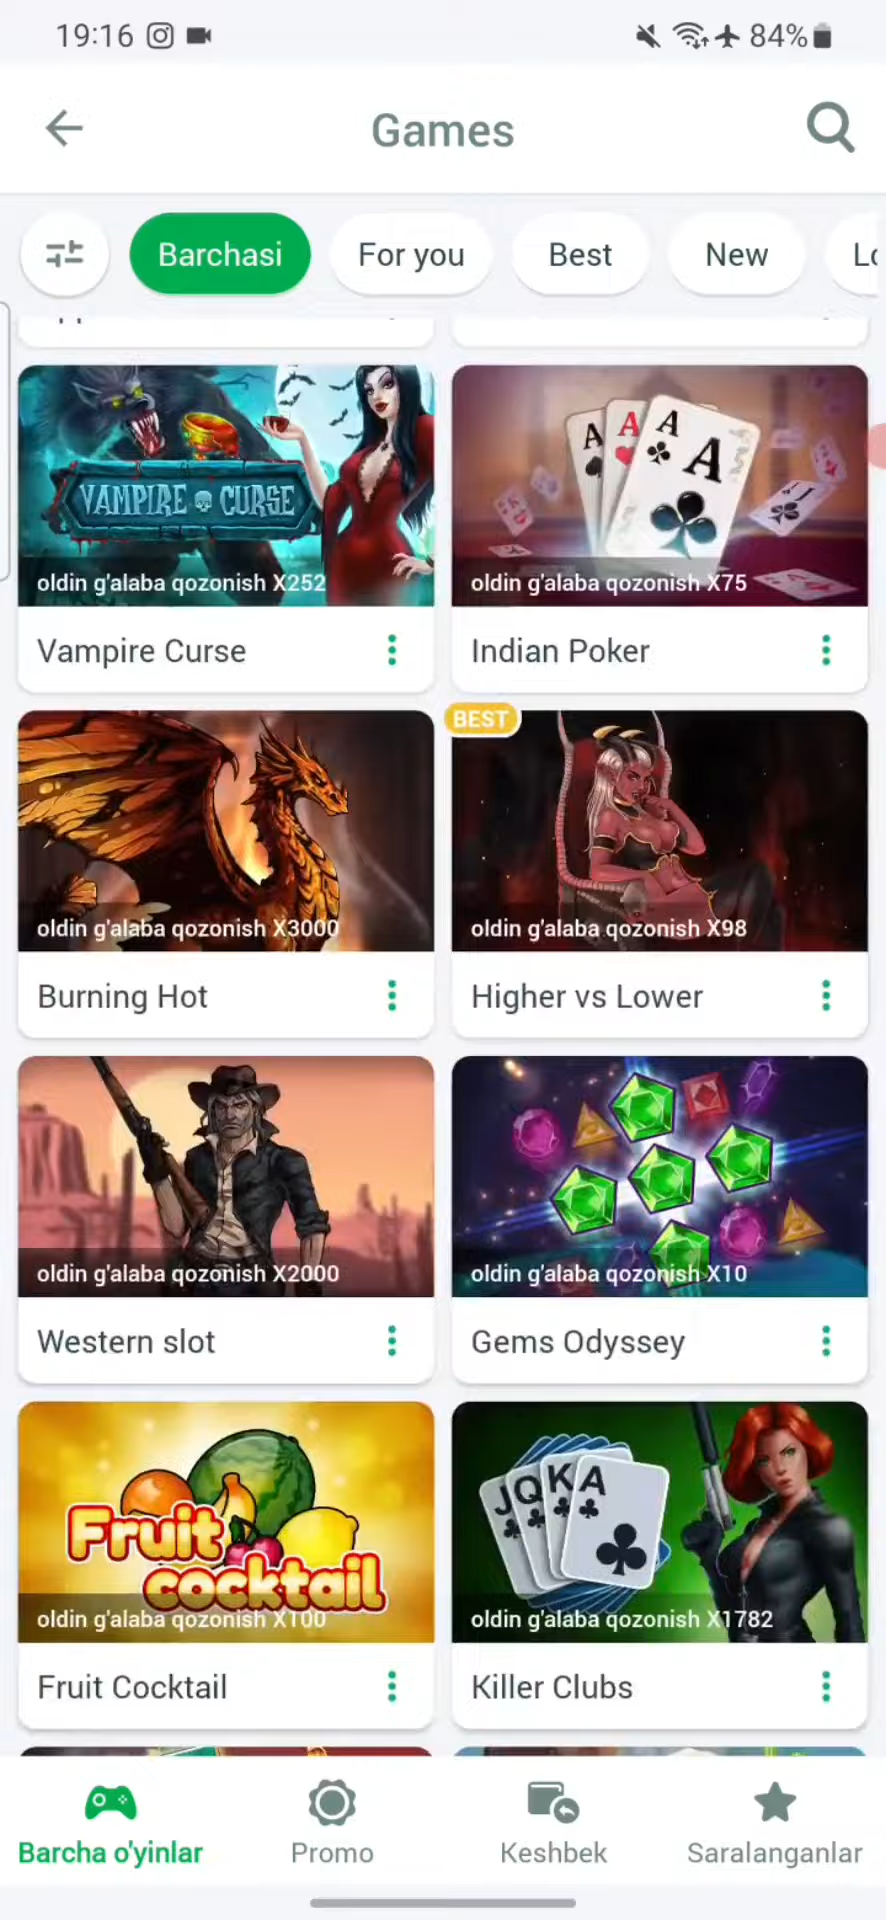 19:16
84%
Games
Barchasi
For you
Best
New
VAMPIRE CURSE
oldin g'alaba qozonish X252
oldin g'alaba qozonish X75
Vampire Curse
Indian Poker
BEST
oldin g'alaba qozonish X3000
oldin g'alaba qozonish X98
Burning Hot
Higher vs Lower
oldin g'alaba qozonish X2000
oldin g'alaba qozonish X10
Western slot
Gems Odyssey
Fruit
cocktail
J Q K A
oldin g'alaba qozonish X100
oldin g'alaba qozonish X1782
Fruit Cocktail
Killer Clubs
Barcha o'yinlar
Promo
Keshbek
Saralanganlar